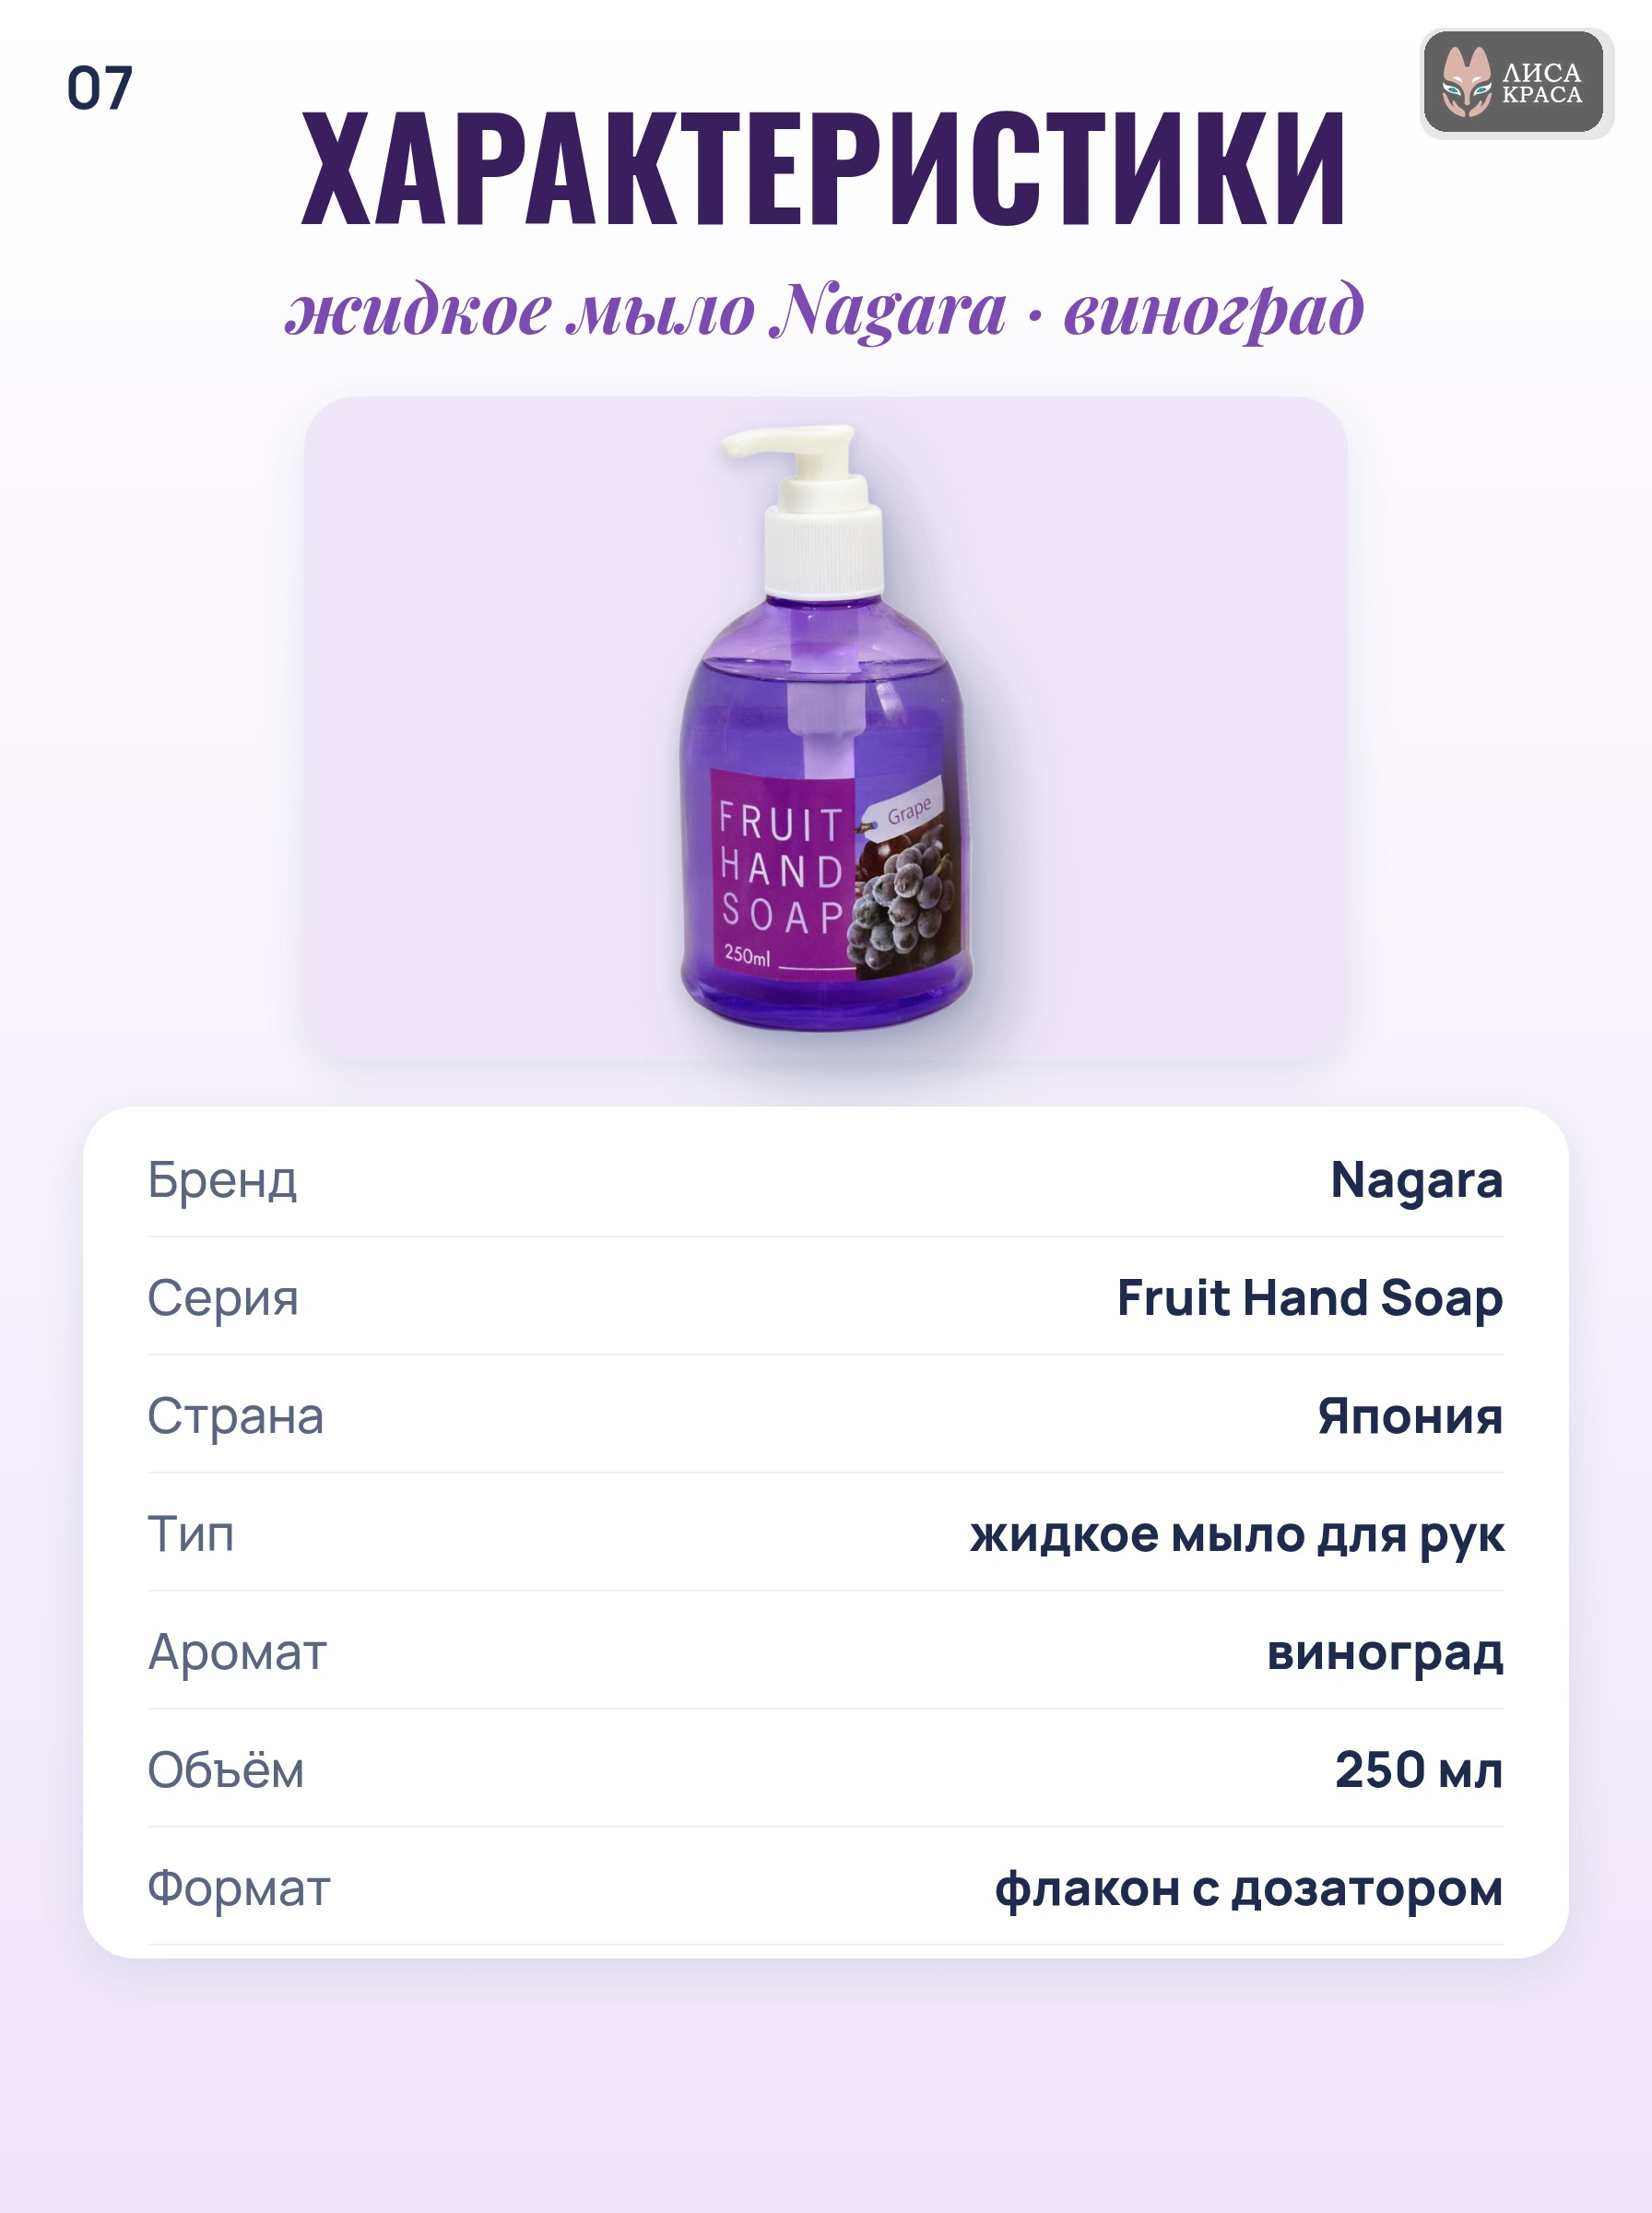 07
ЛИСА
КРАСА
ХАРАКТЕРИСТИКИ
жидкое мыло Nagara · виноград
Grape
FRUIT
HAND
SOAP
250ml
Бренд Nagara
Серия Fruit Hand Soap
Страна Япония
Тип жидкое мыло для рук
Аромат виноград
Объём 250 мл
Формат флакон с дозатором